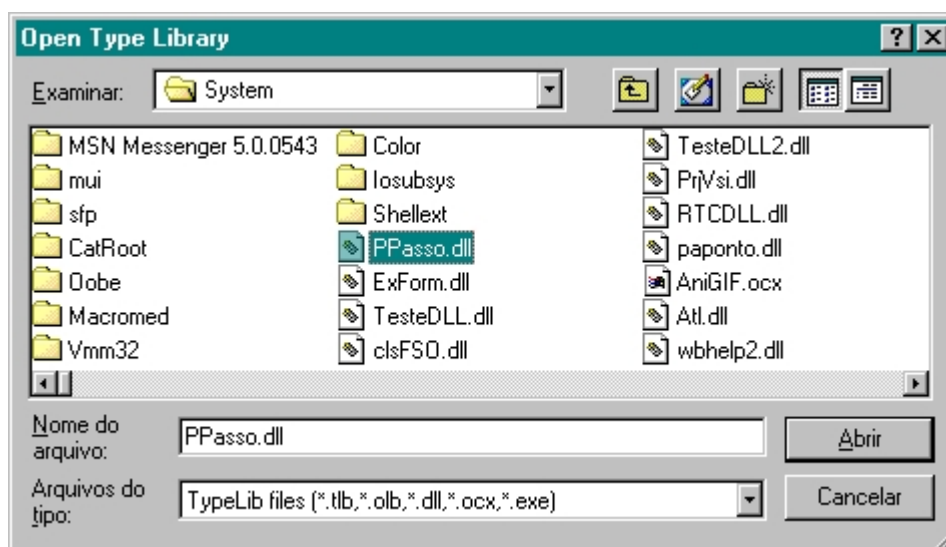 Open Type Library
Examinar: System
MSN Messenger 5.0.0543 Color TesteDLL2.dll
mui Iosubsys PrjVsi.dll
sfp Shellext RTCDLL.dll
CatRoot PPasso.dll paponto.dll
Oobe ExForm.dll AniGIF.ocx
Macromed TesteDLL.dll Atl.dll
Vmm32 clsFSO.dll wbhelp2.dll
Nome do
arquivo: PPasso.dll Abrir
Arquivos do
tipo: TypeLib files (*.tlb,*.olb,*.dll,*.ocx,*.exe) Cancelar